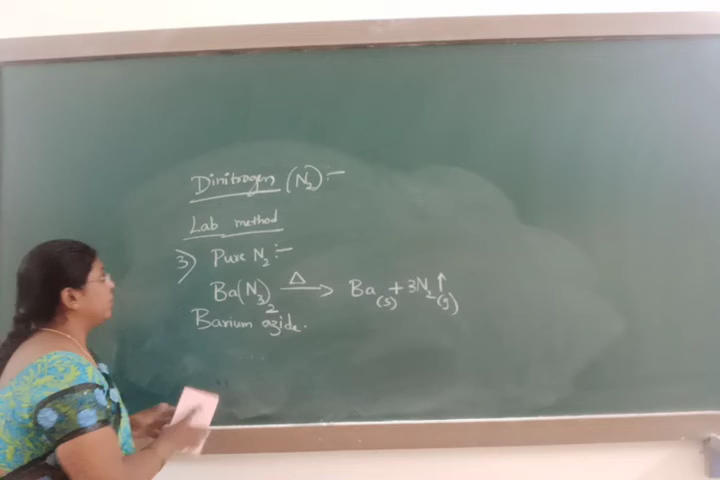 Dinitrogen (N₂):-
Lab method
3) Pure N₂:-
Ba(N₃)₂ —Δ→ Ba(s) + 3N₂↑(g)
Barium azide.